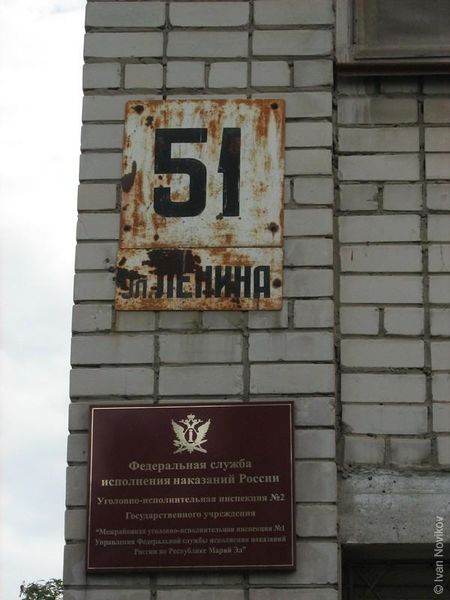 51
ул. ЛЕНИНА
Федеральная служба
исполнения наказаний России
Уголовно-исполнительная инспекция №2
Государственного учреждения
"Межрайонная уголовно-исполнительная инспекция №1
Управления Федеральной службы исполнения наказаний
России по Республике Марий Эл"
© Ivan Novikov